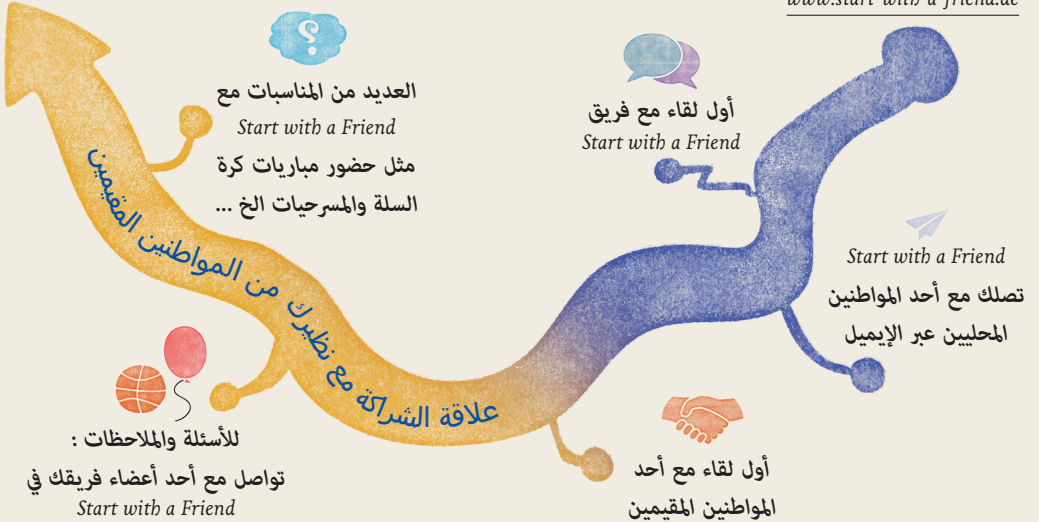 www.start-with-a-friend.de
أول لقاء مع فريق
Start with a Friend
Start with a Friend
تصلك مع أحد المواطنين
المحليين عبر الإيميل
أول لقاء مع أحد
المواطنين المقيمين
علاقة الشراكة مع نظيرك من المواطنين المقيمين
العديد من المناسبات مع
Start with a Friend
مثل حضور مباريات كرة
السلة والمسرحيات الخ ...
للأسئلة والملاحظات :
تواصل مع أحد أعضاء فريقك في
Start with a Friend